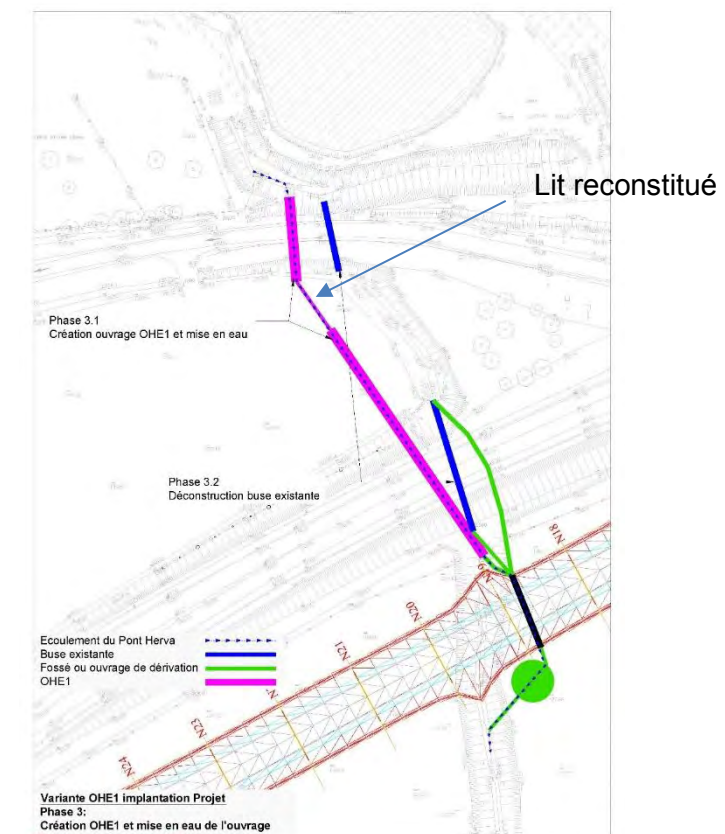 Lit reconstitué
Phase 3.1
Création ouvrage OHE1 et mise en eau
Phase 3.2
Déconstruction buse existante
N18
N19
N20
N21
N23
N24
Ecoulement du Pont Herva
Buse existante
Fossé ou ouvrage de dérivation
OHE1
Variante OHE1 implantation Projet
Phase 3:
Création OHE1 et mise en eau de l'ouvrage